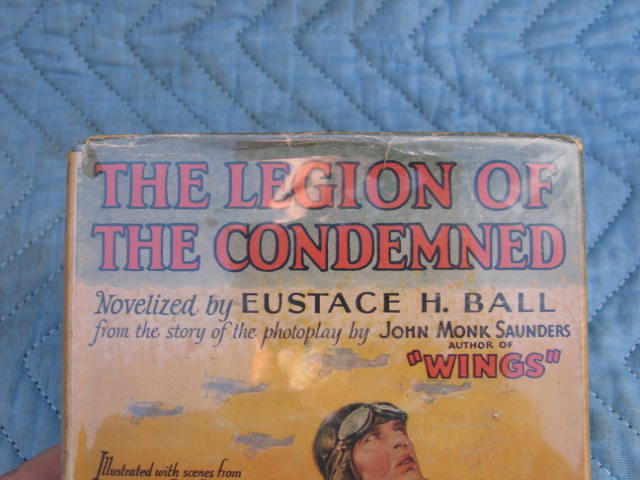 THE LEGION OF
THE CONDEMNED
Novelized by EUSTACE H. BALL
from the story of the photoplay by JOHN MONK SAUNDERS
AUTHOR OF
"WINGS"
Illustrated with scenes from